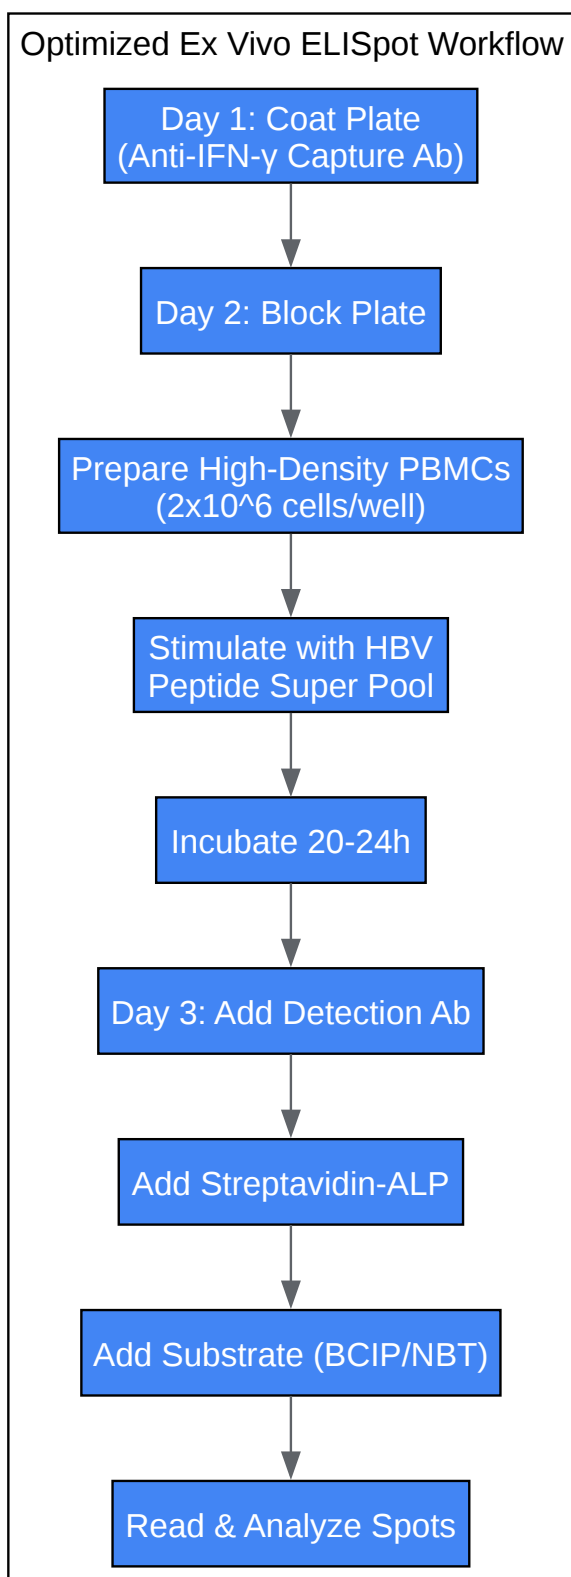 Optimized Ex Vivo ELISpot Workflow
Day 1: Coat Plate
(Anti-IFN-γ Capture Ab)
Day 2: Block Plate
Prepare High-Density PBMCs
(2x10^6 cells/well)
Stimulate with HBV
Peptide Super Pool
Incubate 20-24h
Day 3: Add Detection Ab
Add Streptavidin-ALP
Add Substrate (BCIP/NBT)
Read & Analyze Spots